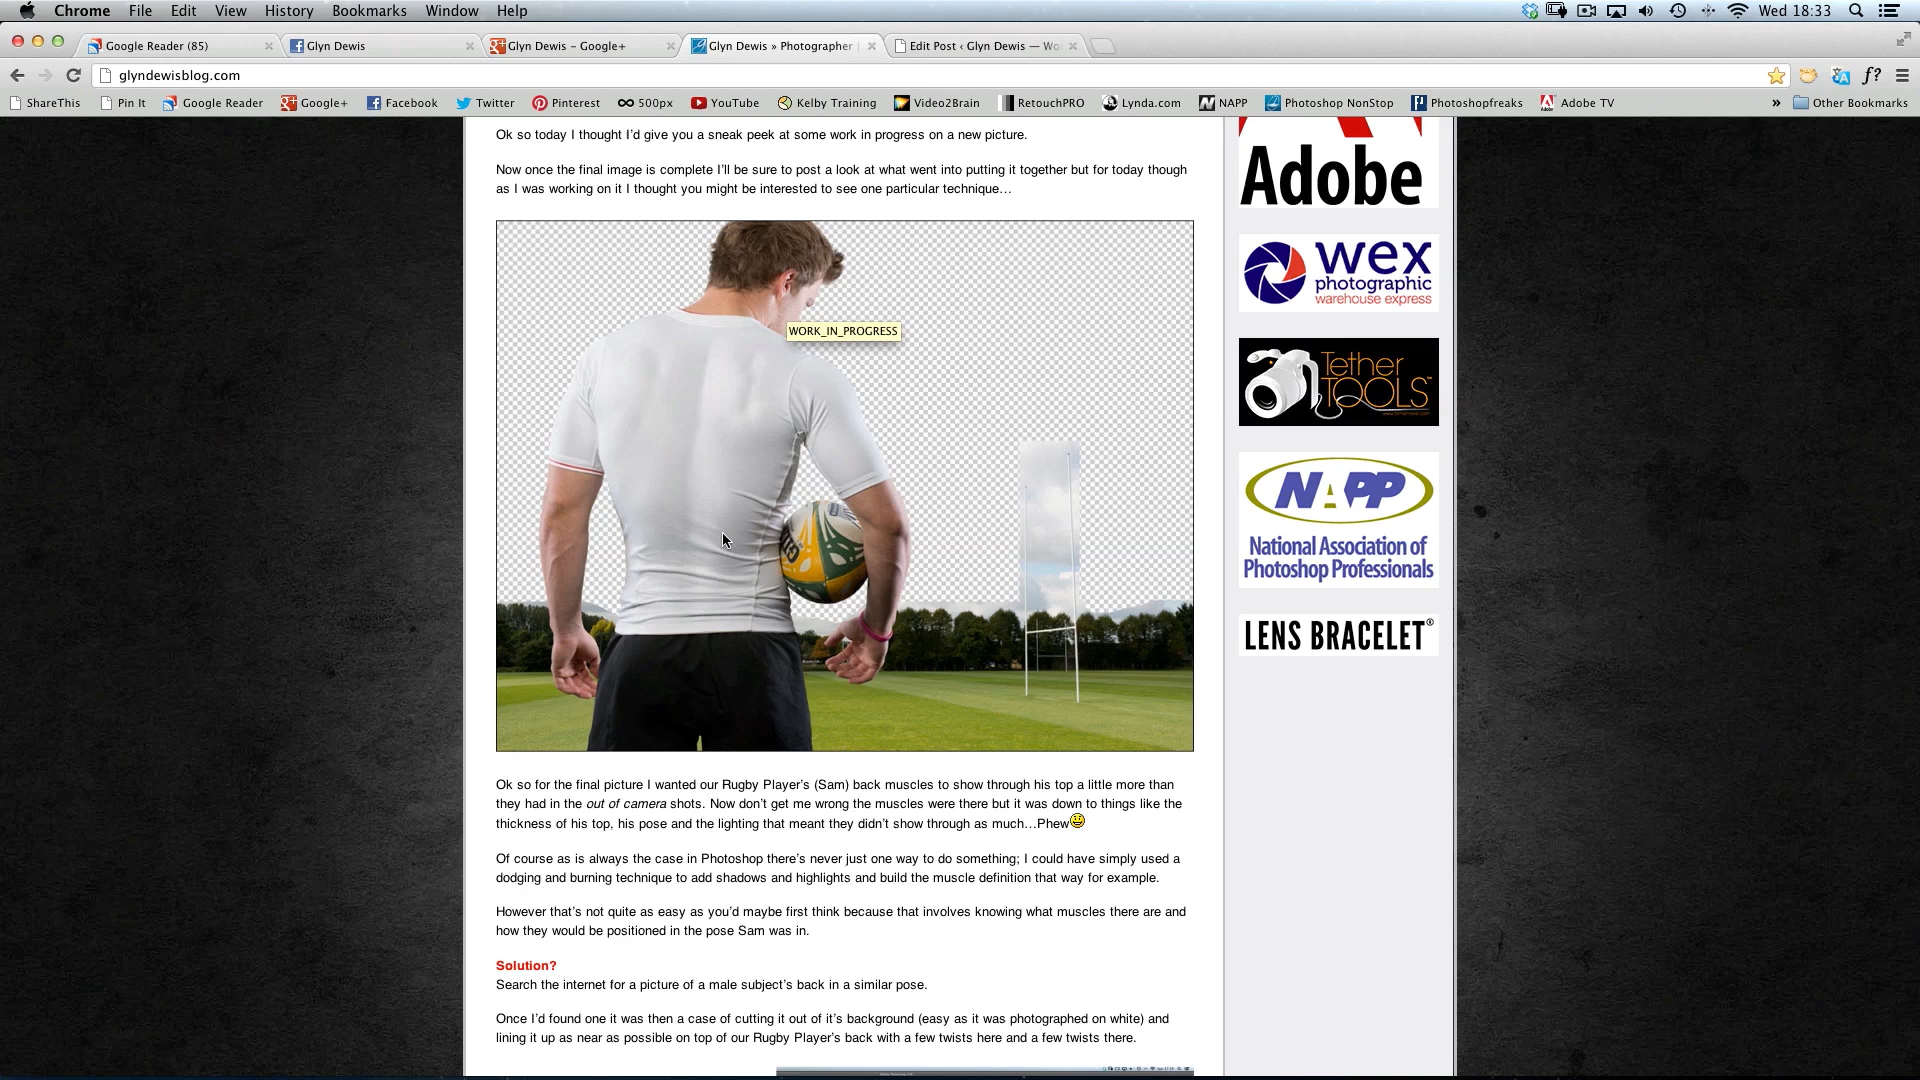 Chrome File Edit View History Bookmarks Window Help Wed 18:33
Google Reader (85) Glyn Dewis Glyn Dewis – Google+ Glyn Dewis » Photographer Edit Post ‹ Glyn Dewis — Wo
glyndewisblog.com f?
ShareThis Pin It Google Reader Google+ Facebook Twitter Pinterest 500px YouTube Kelby Training Video2Brain RetouchPRO Lynda.com NAPP Photoshop NonStop Photoshopfreaks Adobe TV » Other Bookmarks
Ok so today I thought I'd give you a sneak peek at some work in progress on a new picture.
Now once the final image is complete I'll be sure to post a look at what went into putting it together but for today though
as I was working on it I thought you might be interested to see one particular technique…
WORK_IN_PROGRESS
Ok so for the final picture I wanted our Rugby Player's (Sam) back muscles to show through his top a little more than
they had in the out of camera shots. Now don't get me wrong the muscles were there but it was down to things like the
thickness of his top, his pose and the lighting that meant they didn't show through as much…Phew
Of course as is always the case in Photoshop there's never just one way to do something; I could have simply used a
dodging and burning technique to add shadows and highlights and build the muscle definition that way for example.
However that's not quite as easy as you'd maybe first think because that involves knowing what muscles there are and
how they would be positioned in the pose Sam was in.
Solution?
Search the internet for a picture of a male subject's back in a similar pose.
Once I'd found one it was then a case of cutting it out of it's background (easy as it was photographed on white) and
lining it up as near as possible on top of our Rugby Player's back with a few twists here and a few twists there.
Adobe
wex
photographic
warehouse express
Tether
TOOLS
NAPP
National Association of
Photoshop Professionals
LENS BRACELET®